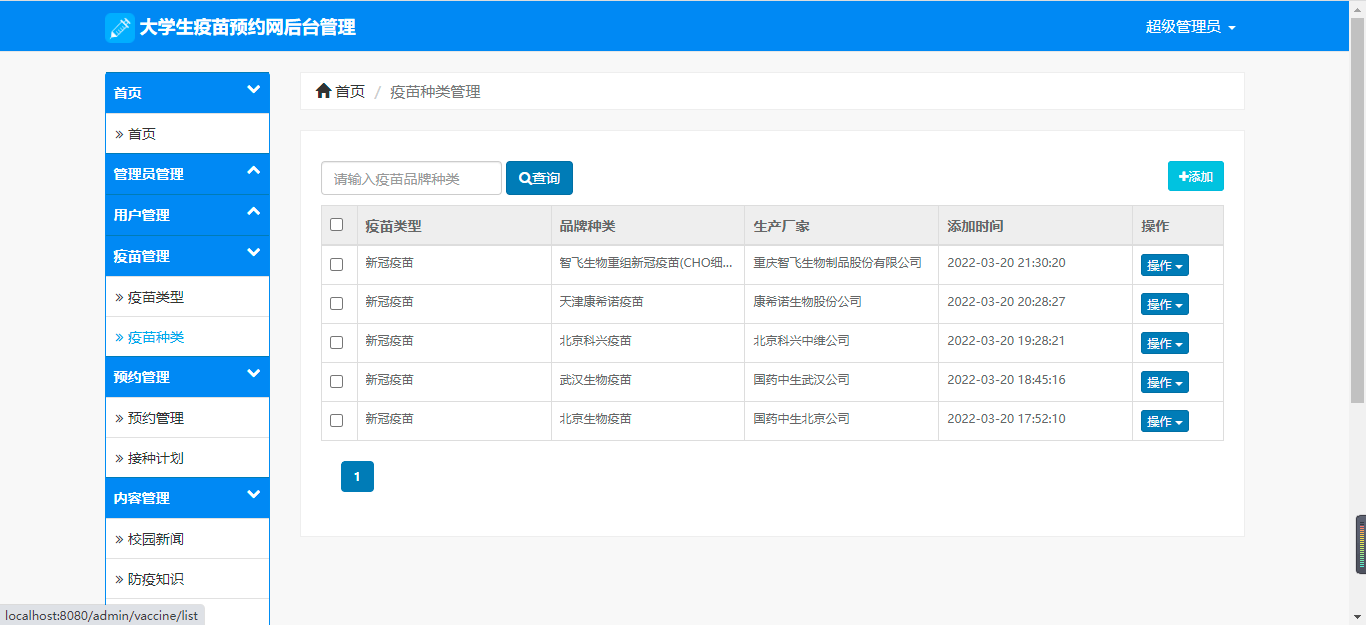 大学生疫苗预约网后台管理
超级管理员
首页
» 首页
管理员管理
用户管理
疫苗管理
» 疫苗类型
» 疫苗种类
预约管理
» 预约管理
» 接种计划
内容管理
» 校园新闻
» 防疫知识
首页 / 疫苗种类管理
请输入疫苗品牌种类 查询
添加
疫苗类型 品牌种类 生产厂家 添加时间 操作
新冠疫苗 智飞生物重组新冠疫苗(CHO细... 重庆智飞生物制品股份有限公司 2022-03-20 21:30:20 操作
新冠疫苗 天津康希诺疫苗 康希诺生物股份公司 2022-03-20 20:28:27 操作
新冠疫苗 北京科兴疫苗 北京科兴中维公司 2022-03-20 19:28:21 操作
新冠疫苗 武汉生物疫苗 国药中生武汉公司 2022-03-20 18:45:16 操作
新冠疫苗 北京生物疫苗 国药中生北京公司 2022-03-20 17:52:10 操作
1
localhost:8080/admin/vaccine/list